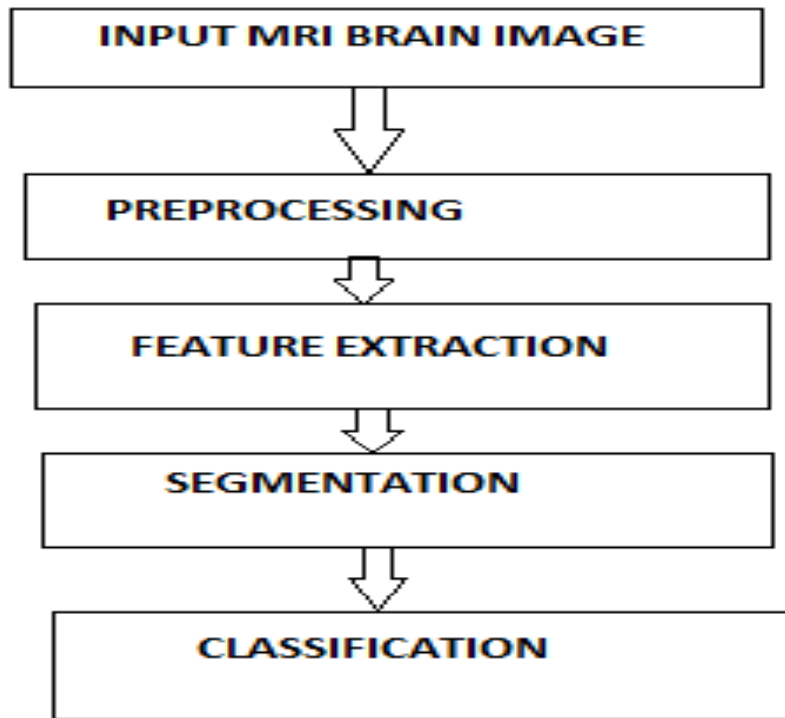 INPUT MRI BRAIN IMAGE
PREPROCESSING
FEATURE EXTRACTION
SEGMENTATION
CLASSIFICATION